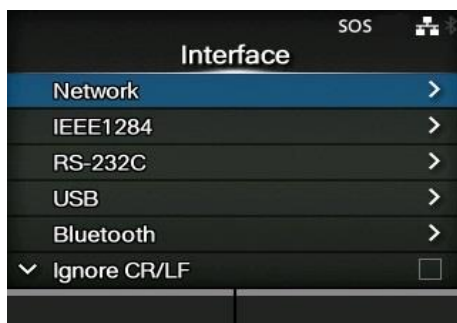 SOS
Interface
Network
IEEE1284
RS-232C
USB
Bluetooth
Ignore CR/LF